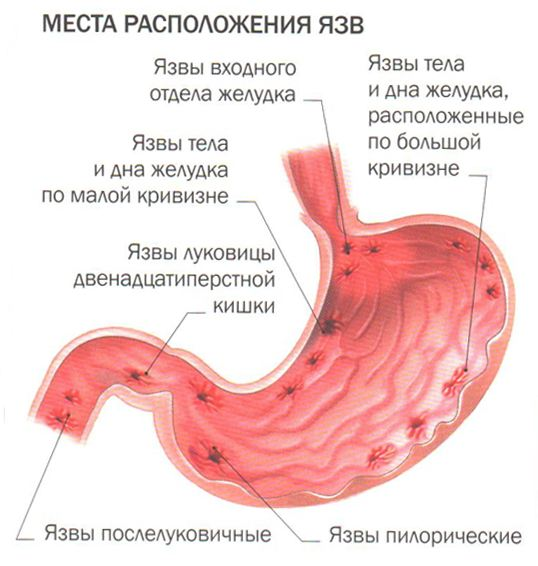 МЕСТА РАСПОЛОЖЕНИЯ ЯЗВ
Язвы входного
отдела желудка
Язвы тела
и дна желудка,
расположенные
по большой
кривизне
Язвы тела
и дна желудка
по малой кривизне
Язвы луковицы
двенадцатиперстной
кишки
Язвы послелуковичные
Язвы пилорические